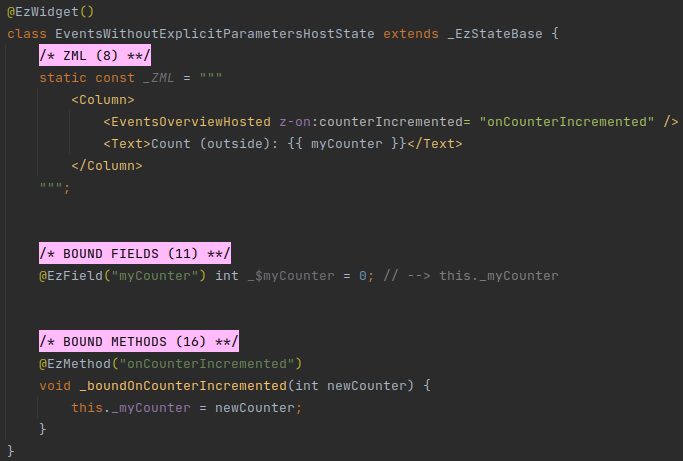 @EzWidget()
class EventsWithoutExplicitParametersHostState extends _EzStateBase {
    /* ZML (8) **/
    static const _ZML = """
        <Column>
            <EventsOverviewHosted z-on:counterIncremented= "onCounterIncremented" />
            <Text>Count (outside): {{ myCounter }}</Text>
        </Column>
    """;
    /* BOUND FIELDS (11) **/
    @EzField("myCounter") int _$myCounter = 0; // --> this._myCounter
    /* BOUND METHODS (16) **/
    @EzMethod("onCounterIncremented")
    void _boundOnCounterIncremented(int newCounter) {
        this._myCounter = newCounter;
    }
}